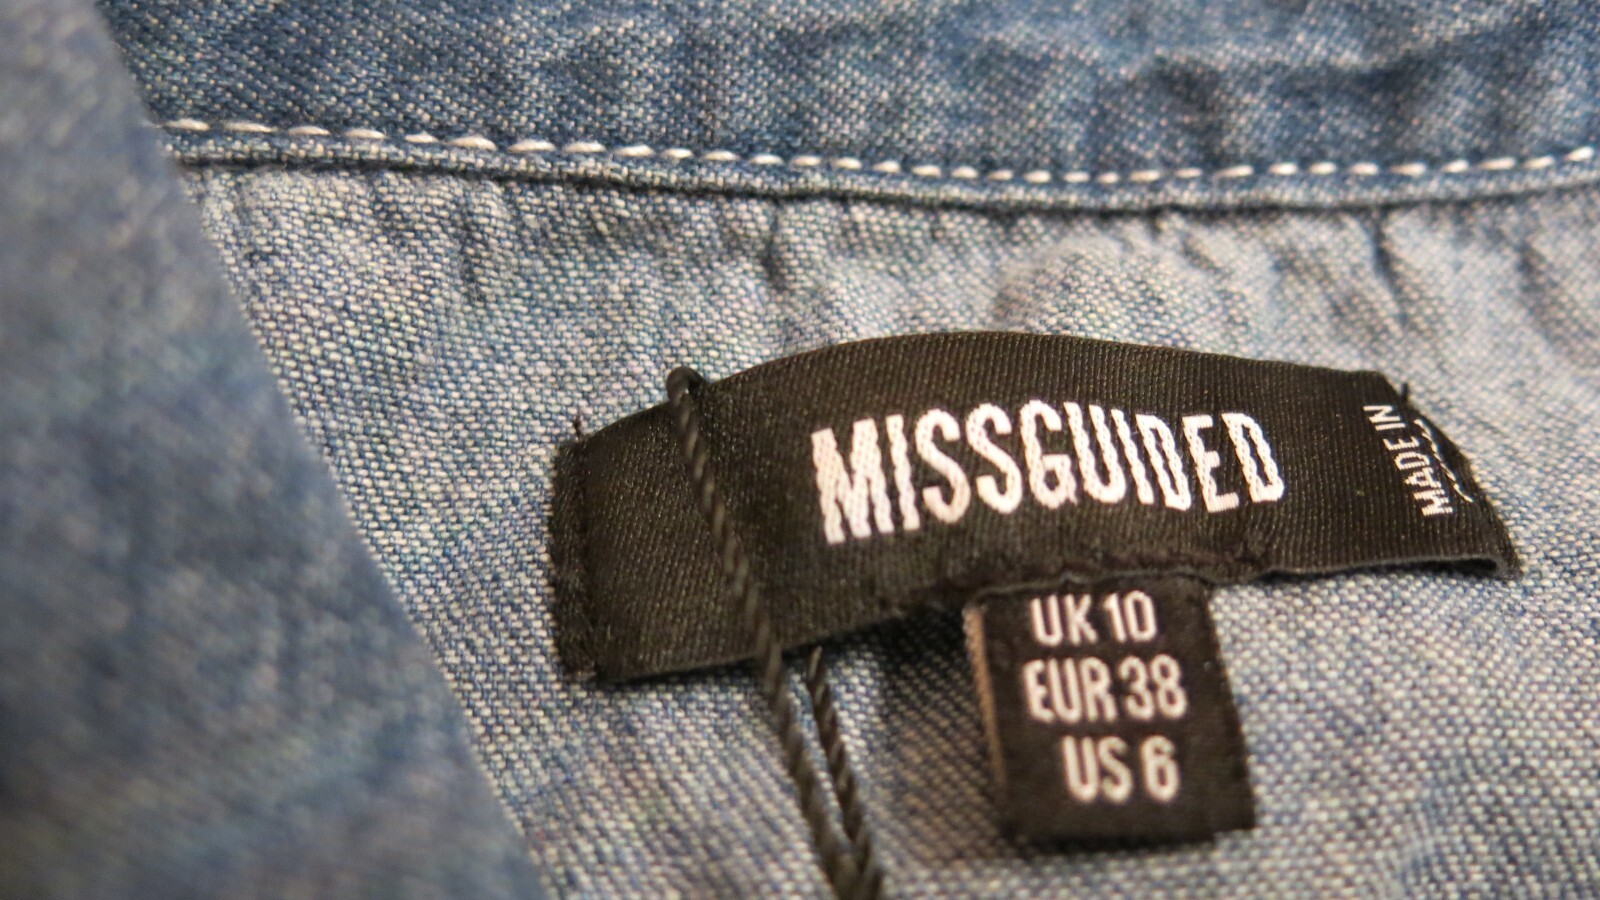 MISSGUIDED
MADE IN
UK 10
EUR 38
US 6